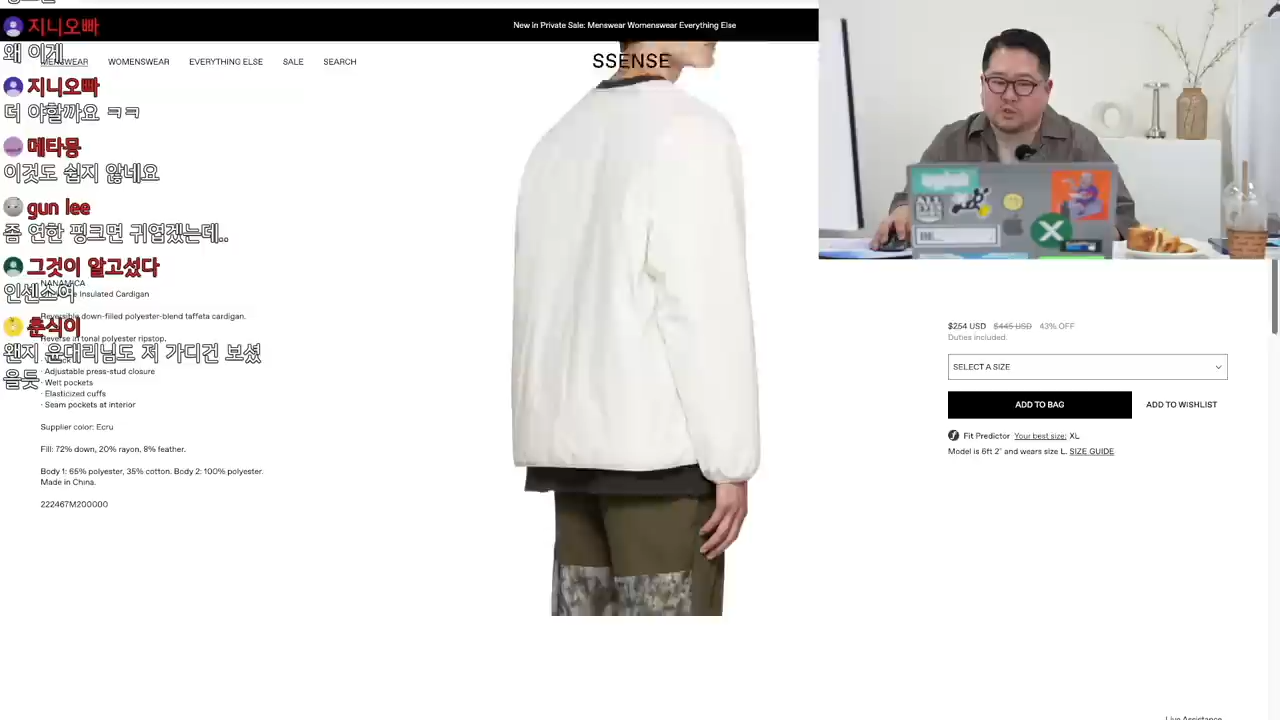 지니오빠
왜 이게
지니오빠
더 야할까요 ㅋㅋ
메타몽
이것도 쉽지 않네요
gun lee
좀 연한 핑크면 귀엽겠는데..
그것이 알고섰다
인센스여
춘식이
왠지 윤대리님도 저 가디건 보셨
을듯
New in Private Sale: Menswear Womenswear Everything Else
MENSWEAR WOMENSWEAR EVERYTHING ELSE SALE SEARCH
SSENSE
NANAMICA
Insulated Cardigan
Reversible down-filled polyester-blend taffeta cardigan.
Reverse in tonal polyester ripstop.
· Adjustable press-stud closure
· Welt pockets
· Elasticized cuffs
· Seam pockets at interior
Supplier color: Ecru
Fill: 72% down, 20% rayon, 8% feather.
Body 1: 65% polyester, 35% cotton. Body 2: 100% polyester.
Made in China.
222467M200000
$254 USD $445 USD 43% OFF
Duties included.
SELECT A SIZE
ADD TO BAG
ADD TO WISHLIST
Fit Predictor Your best size: XL
Model is 6ft 2" and wears size L. SIZE GUIDE
Live Assistance